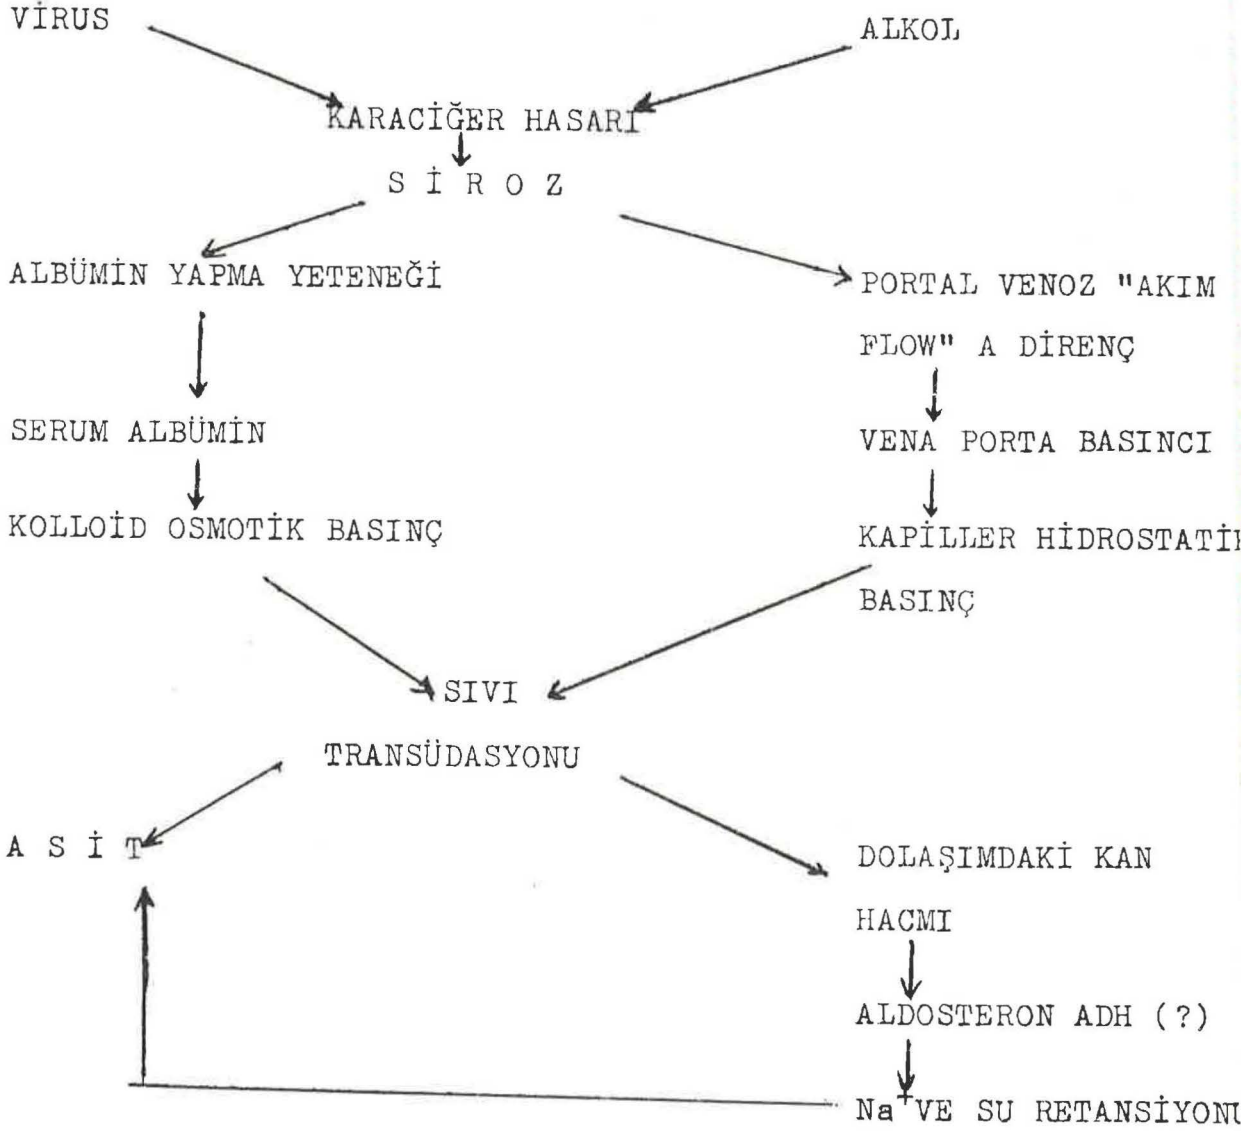 VİRUS
ALKOL
KARACİĞER HASARI
S İ R O Z
ALBÜMİN YAPMA YETENEĞİ
PORTAL VENOZ "AKIM
FLOW" A DİRENÇ
SERUM ALBÜMİN
VENA PORTA BASINCI
KOLLOİD OSMOTİK BASINÇ
KAPİLLER HİDROSTATİK
BASINÇ
SIVI
TRANSÜDASYONU
A S İ T
DOLAŞIMDAKİ KAN
HACMI
ALDOSTERON ADH (?)
Na⁺VE SU RETANSİYONU